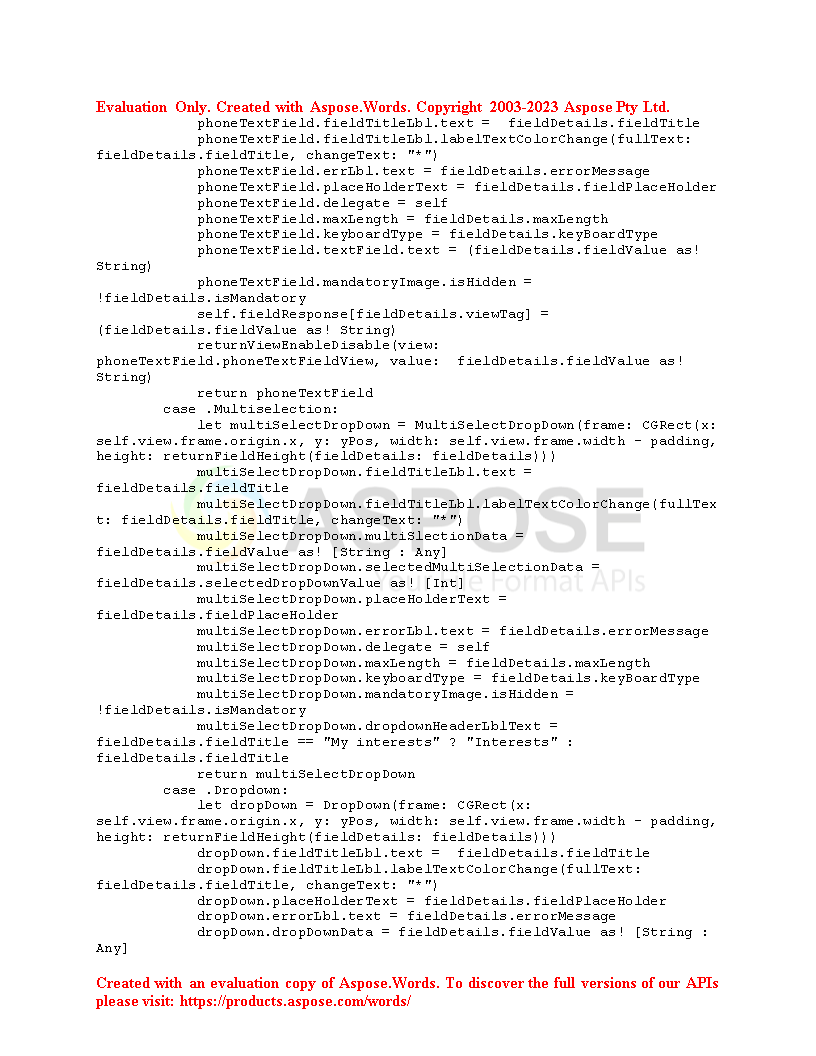 Evaluation Only. Created with Aspose.Words. Copyright 2003-2023 Aspose Pty Ltd.
            phoneTextField.fieldTitleLbl.text =  fieldDetails.fieldTitle
            phoneTextField.fieldTitleLbl.labelTextColorChange(fullText:
fieldDetails.fieldTitle, changeText: "*")
            phoneTextField.errLbl.text = fieldDetails.errorMessage
            phoneTextField.placeHolderText = fieldDetails.fieldPlaceHolder
            phoneTextField.delegate = self
            phoneTextField.maxLength = fieldDetails.maxLength
            phoneTextField.keyboardType = fieldDetails.keyBoardType
            phoneTextField.textField.text = (fieldDetails.fieldValue as!
String)
            phoneTextField.mandatoryImage.isHidden =
!fieldDetails.isMandatory
            self.fieldResponse[fieldDetails.viewTag] =
(fieldDetails.fieldValue as! String)
            returnViewEnableDisable(view:
phoneTextField.phoneTextFieldView, value:  fieldDetails.fieldValue as!
String)
            return phoneTextField
        case .Multiselection:
            let multiSelectDropDown = MultiSelectDropDown(frame: CGRect(x:
self.view.frame.origin.x, y: yPos, width: self.view.frame.width - padding,
height: returnFieldHeight(fieldDetails: fieldDetails)))
            multiSelectDropDown.fieldTitleLbl.text =
fieldDetails.fieldTitle
            multiSelectDropDown.fieldTitleLbl.labelTextColorChange(fullTex
t: fieldDetails.fieldTitle, changeText: "*")
            multiSelectDropDown.multiSlectionData =
fieldDetails.fieldValue as! [String : Any]
            multiSelectDropDown.selectedMultiSelectionData =
fieldDetails.selectedDropDownValue as! [Int]
            multiSelectDropDown.placeHolderText =
fieldDetails.fieldPlaceHolder
            multiSelectDropDown.errorLbl.text = fieldDetails.errorMessage
            multiSelectDropDown.delegate = self
            multiSelectDropDown.maxLength = fieldDetails.maxLength
            multiSelectDropDown.keyboardType = fieldDetails.keyBoardType
            multiSelectDropDown.mandatoryImage.isHidden =
!fieldDetails.isMandatory
            multiSelectDropDown.dropdownHeaderLblText =
fieldDetails.fieldTitle == "My interests" ? "Interests" :
fieldDetails.fieldTitle
            return multiSelectDropDown
        case .Dropdown:
            let dropDown = DropDown(frame: CGRect(x:
self.view.frame.origin.x, y: yPos, width: self.view.frame.width - padding,
height: returnFieldHeight(fieldDetails: fieldDetails)))
            dropDown.fieldTitleLbl.text =  fieldDetails.fieldTitle
            dropDown.fieldTitleLbl.labelTextColorChange(fullText:
fieldDetails.fieldTitle, changeText: "*")
            dropDown.placeHolderText = fieldDetails.fieldPlaceHolder
            dropDown.errorLbl.text = fieldDetails.errorMessage
            dropDown.dropDownData = fieldDetails.fieldValue as! [String :
Any]
ASPOSE
Format APIs
Created with an evaluation copy of Aspose.Words. To discover the full versions of our APIs
please visit: https://products.aspose.com/words/